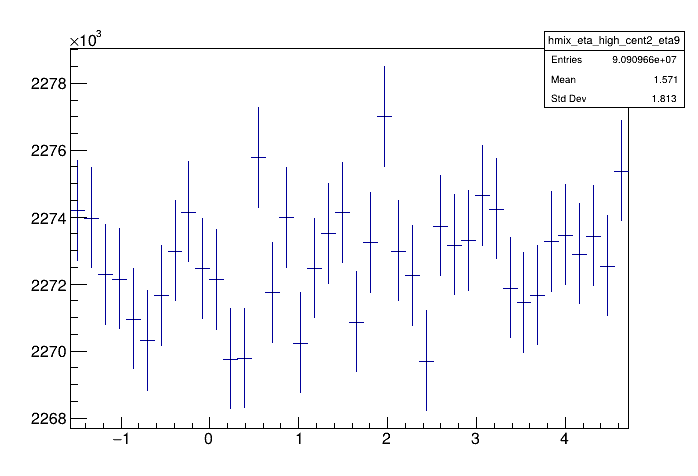 ×10³
hmix_eta_high_cent2_eta9
Entries 9.090966e+07
Mean 1.571
Std Dev 1.813
2278
2276
2274
2272
2270
2268
−1 0 1 2 3 4